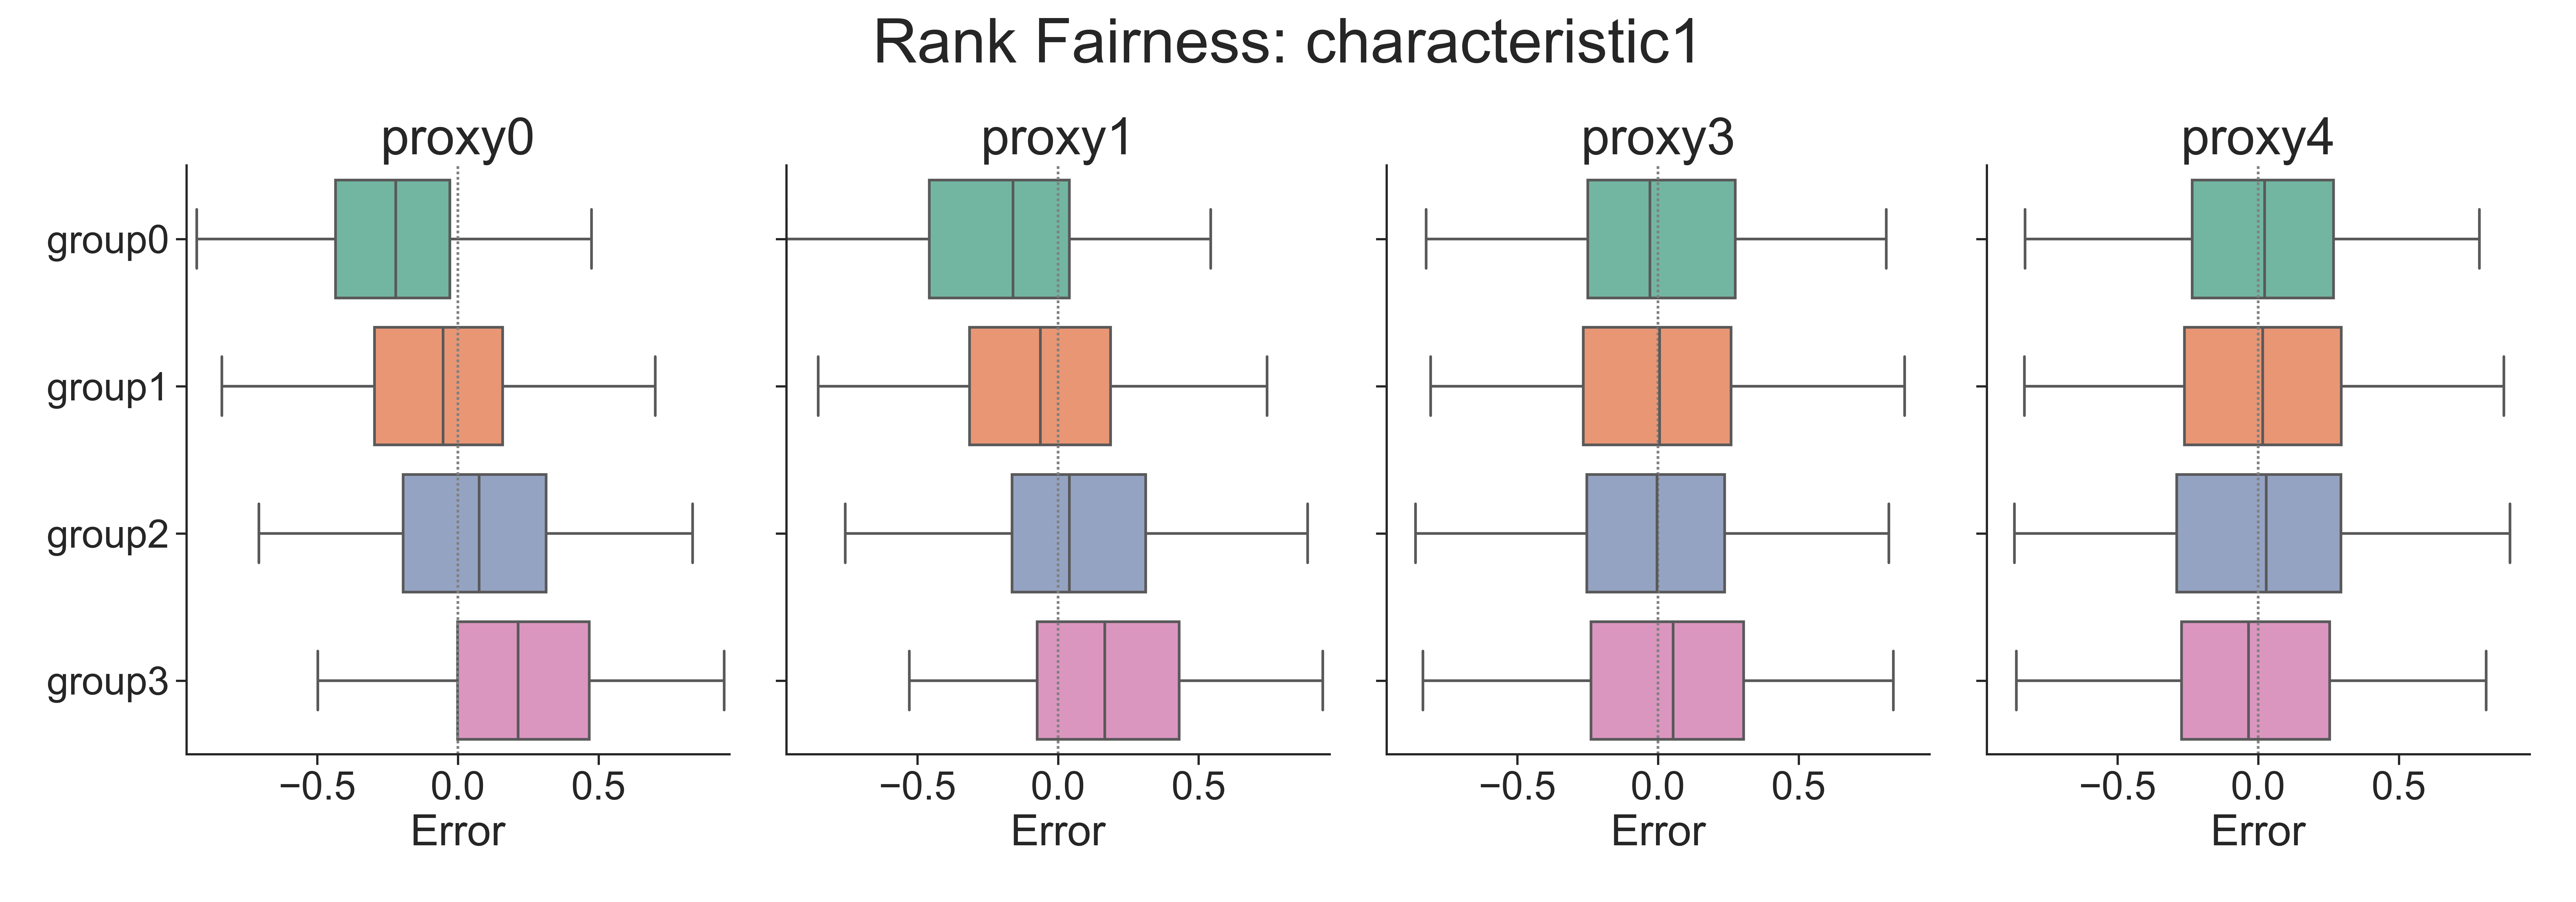 Rank Fairness: characteristic1
proxy0 proxy1 proxy3 proxy4
group0
group1
group2
group3
−0.5 0.0 0.5 −0.5 0.0 0.5 −0.5 0.0 0.5 −0.5 0.0 0.5
Error Error Error Error